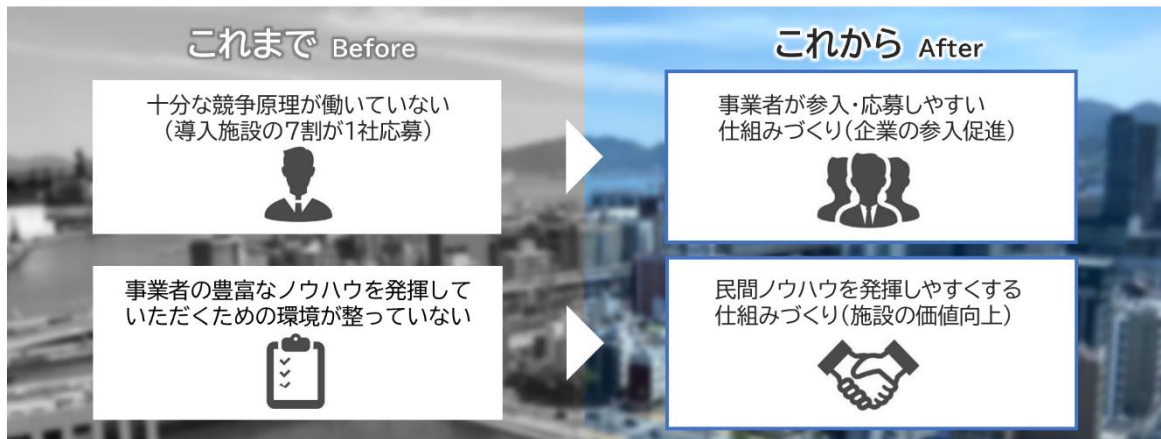 これまで Before
十分な競争原理が働いていない
(導入施設の7割が1社応募)
事業者の豊富なノウハウを発揮して
いただくための環境が整っていない
これから After
事業者が参入・応募しやすい
仕組みづくり(企業の参入促進)
民間ノウハウを発揮しやすくする
仕組みづくり(施設の価値向上)